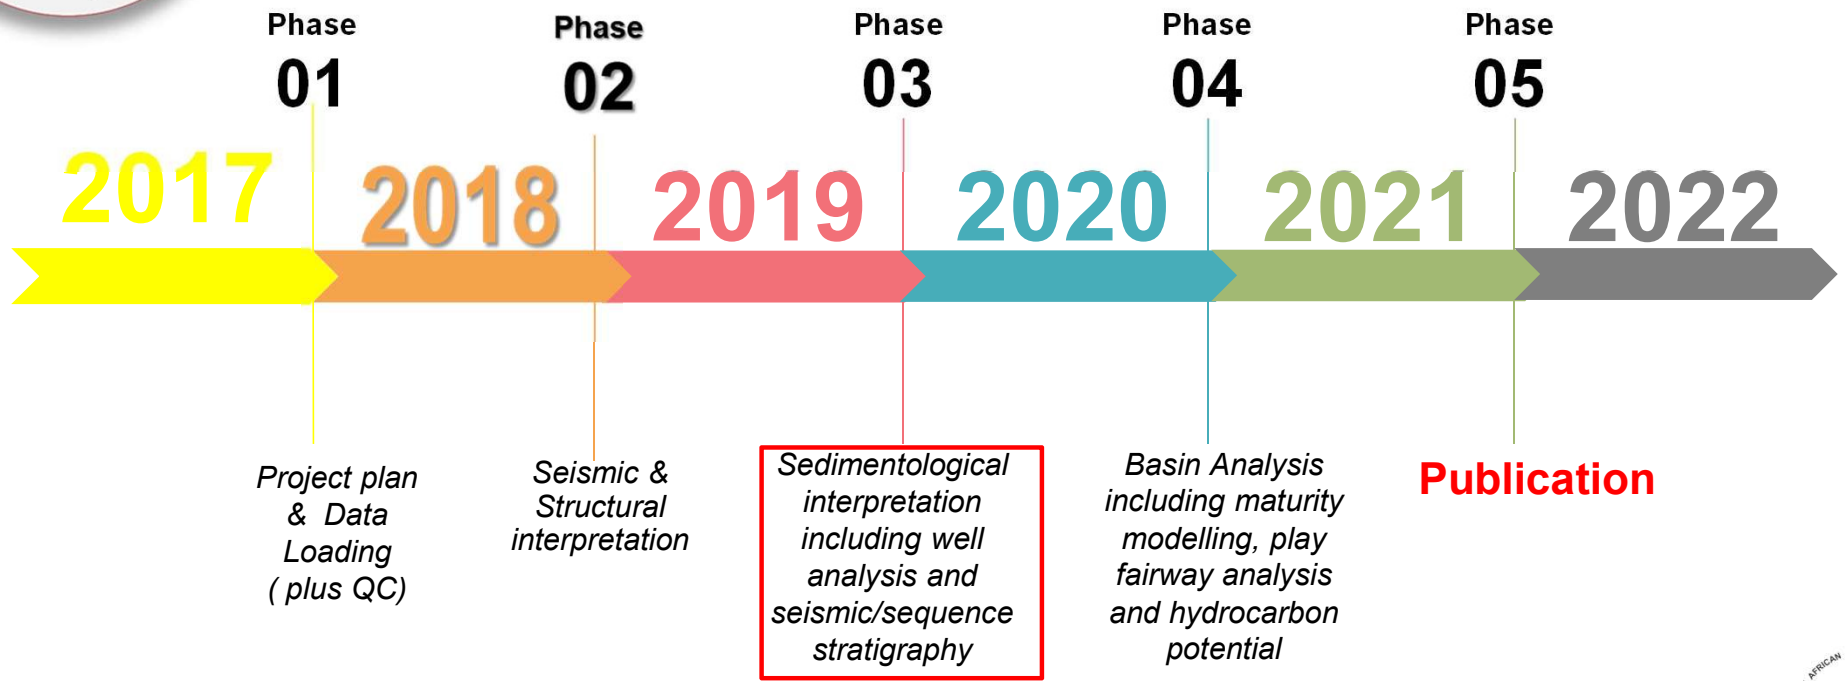 Phase
01
Phase
02
Phase
03
Phase
04
Phase
05
2017
2018
2019
2020
2021
2022
Project plan
& Data
Loading
( plus QC)
Seismic &
Structural
interpretation
Sedimentological
interpretation
including well
analysis and
seismic/sequence
stratigraphy
Basin Analysis
including maturity
modelling, play
fairway analysis
and hydrocarbon
potential
Publication
AFRICAN